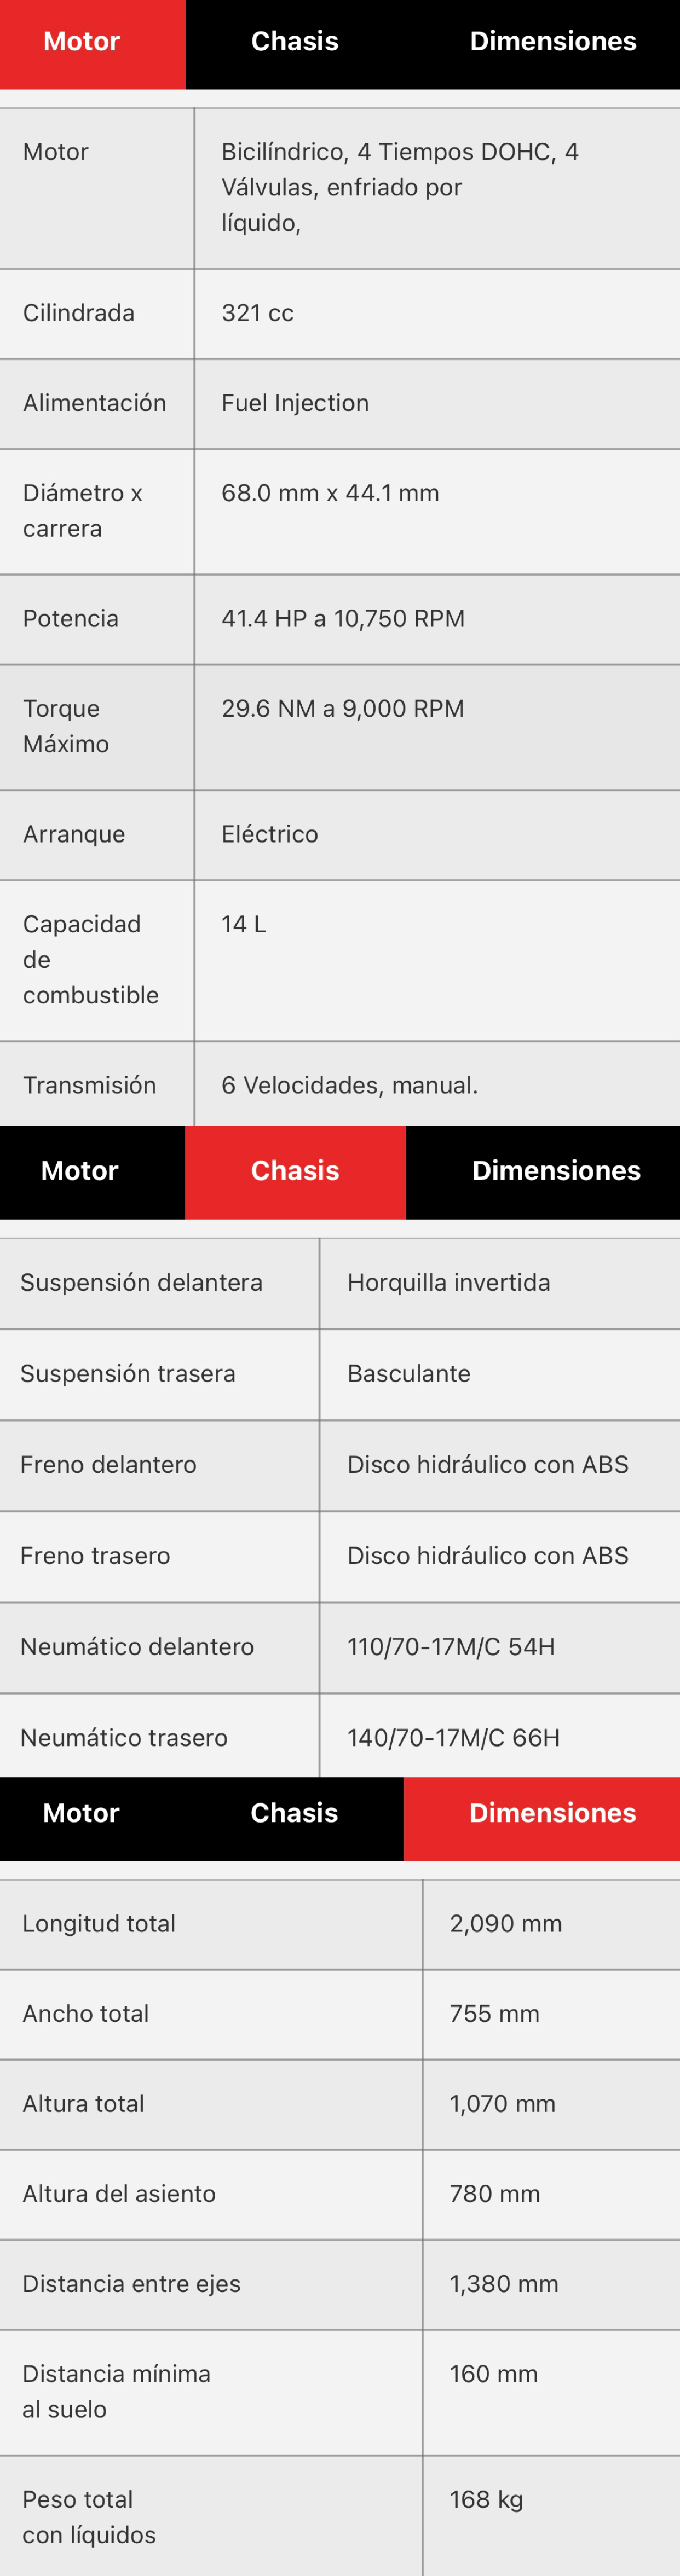 Motor Chasis Dimensiones
Motor Bicilíndrico, 4 Tiempos DOHC, 4
Válvulas, enfriado por
líquido,
Cilindrada 321 cc
Alimentación Fuel Injection
Diámetro x 68.0 mm x 44.1 mm
carrera
Potencia 41.4 HP a 10,750 RPM
Torque 29.6 NM a 9,000 RPM
Máximo
Arranque Eléctrico
Capacidad 14 L
de
combustible
Transmisión 6 Velocidades, manual.
Motor Chasis Dimensiones
Suspensión delantera Horquilla invertida
Suspensión trasera Basculante
Freno delantero Disco hidráulico con ABS
Freno trasero Disco hidráulico con ABS
Neumático delantero 110/70-17M/C 54H
Neumático trasero 140/70-17M/C 66H
Motor Chasis Dimensiones
Longitud total 2,090 mm
Ancho total 755 mm
Altura total 1,070 mm
Altura del asiento 780 mm
Distancia entre ejes 1,380 mm
Distancia mínima 160 mm
al suelo
Peso total 168 kg
con líquidos